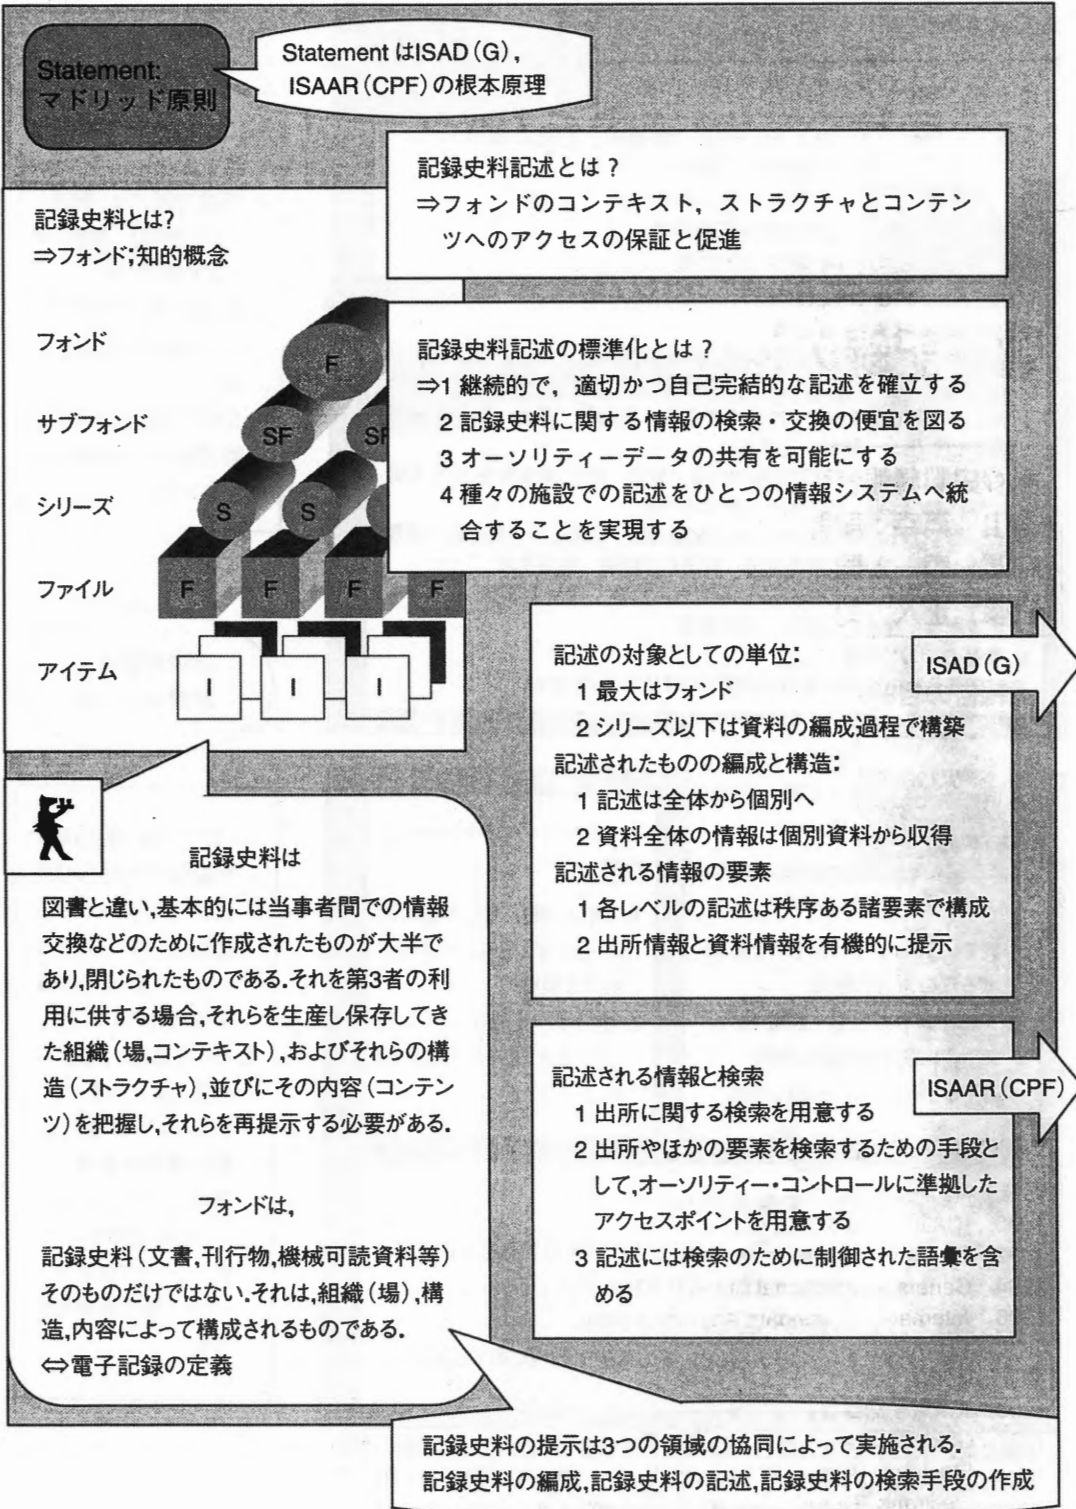 Statement:
マドリッド原則
Statement はISAD（G），
ISAAR（CPF）の根本原理
記録史料記述とは？
⇒フォンドのコンテキスト，ストラクチャとコンテン
ツへのアクセスの保証と促進
記録史料とは?
⇒フォンド;知的概念
フォンド
F
サブフォンド
SF
SF
シリーズ
S
S
ファイル
F
F
F
F
アイテム
I
I
I
記録史料記述の標準化とは？
⇒1 継続的で，適切かつ自己完結的な記述を確立する
2 記録史料に関する情報の検索・交換の便宜を図る
3 オーソリティーデータの共有を可能にする
4 種々の施設での記述をひとつの情報システムへ統
合することを実現する
記述の対象としての単位：
ISAD（G）
1 最大はフォンド
2 シリーズ以下は資料の編成過程で構築
記述されたものの編成と構造：
1 記述は全体から個別へ
2 資料全体の情報は個別資料から収得
記述される情報の要素
1 各レベルの記述は秩序ある諸要素で構成
2 出所情報と資料情報を有機的に提示
記録史料は
図書と違い,基本的には当事者間での情報
交換などのために作成されたものが大半で
あり,閉じられたものである.それを第3者の利
用に供する場合,それらを生産し保存してき
た組織（場,コンテキスト）,およびそれらの構
造（ストラクチャ）,並びにその内容（コンテン
ツ）を把握し,それらを再提示する必要がある.
フォンドは,
記録史料（文書,刊行物,機械可読資料等）
そのものだけではない.それは,組織（場）,構
造,内容によって構成されるものである.
⇔電子記録の定義
記述される情報と検索
ISAAR（CPF）
1 出所に関する検索を用意する
2 出所やほかの要素を検索するための手段と
して,オーソリティー・コントロールに準拠した
アクセスポイントを用意する
3 記述には検索のために制御された語彙を含
める
記録史料の提示は3つの領域の協同によって実施される.
記録史料の編成,記録史料の記述,記録史料の検索手段の作成